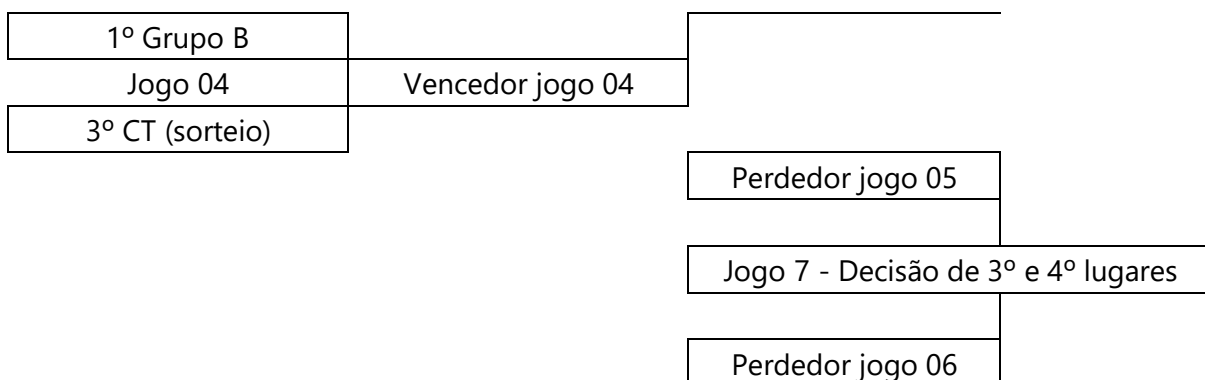 1º Grupo B
Jogo 04
Vencedor jogo 04
3º CT (sorteio)
Perdedor jogo 05
Jogo 7 - Decisão de 3º e 4º lugares
Perdedor jogo 06